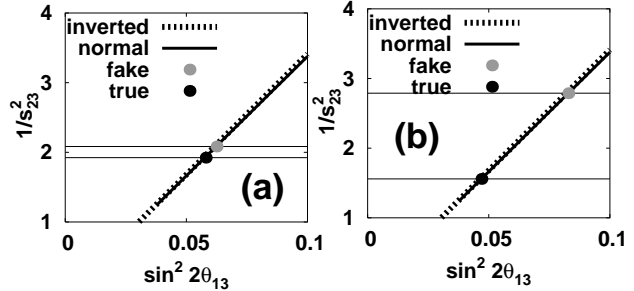 inverted
normal
fake
true
4
3
2
1
1/s²₂₃
(a)
0
0.05
0.1
sin² 2θ₁₃
inverted
normal
fake
true
4
3
2
1
1/s²₂₃
(b)
0
0.05
0.1
sin² 2θ₁₃